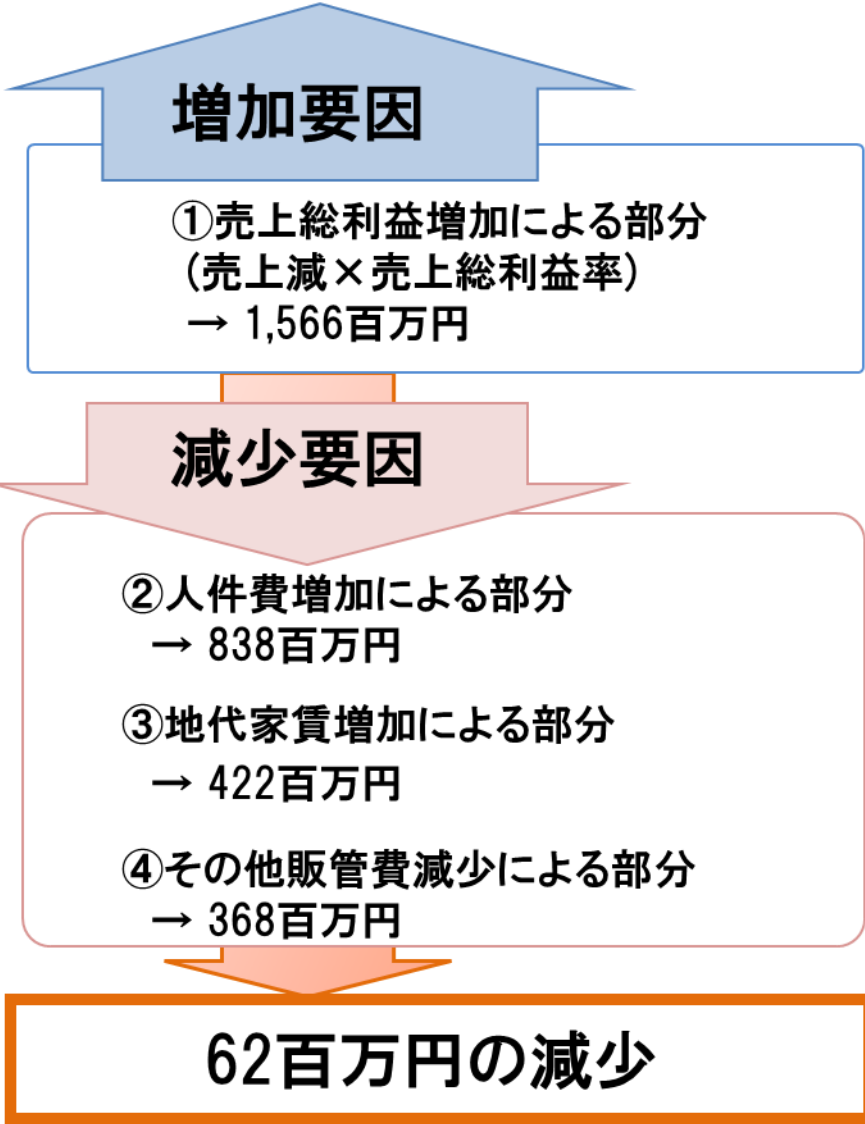 増加要因
①売上総利益増加による部分
(売上減×売上総利益率)
→ 1,566百万円
減少要因
②人件費増加による部分
→ 838百万円
③地代家賃増加による部分
→ 422百万円
④その他販管費減少による部分
→ 368百万円
62百万円の減少